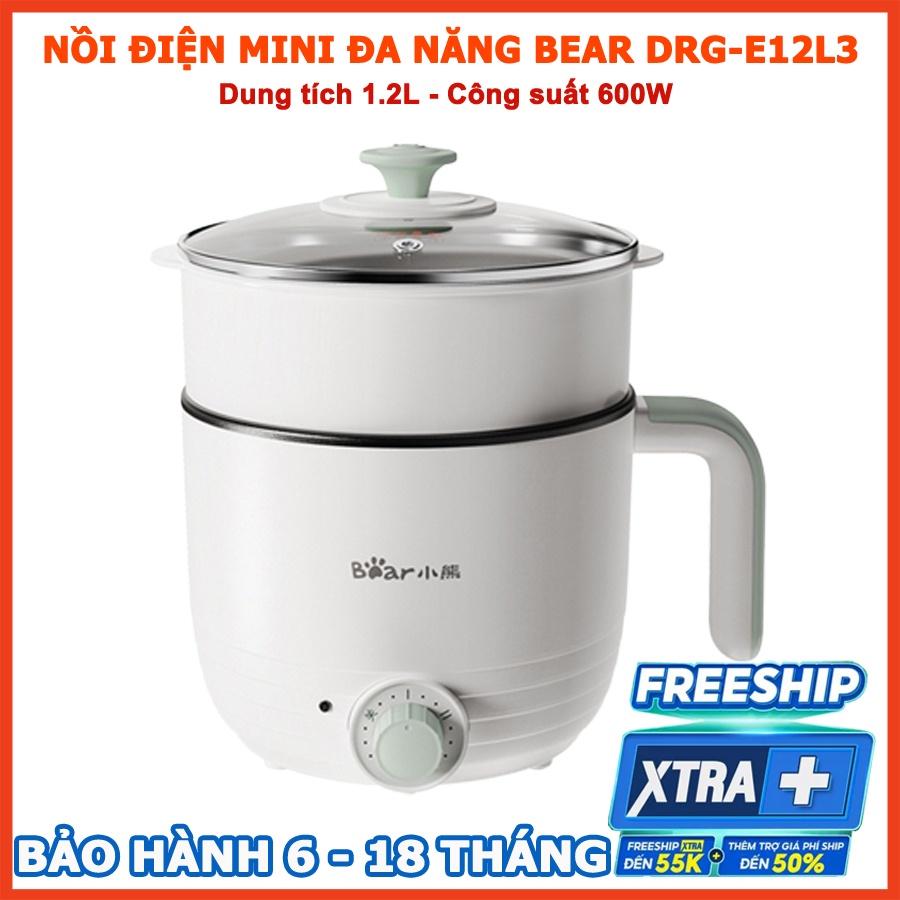 NỒI ĐIỆN MINI ĐA NĂNG BEAR DRG-E12L3
Dung tích 1.2L - Công suất 600W
Bear小熊
FREESHIP
XTRA +
BẢO HÀNH 6 - 18 THÁNG
FREESHIP XTRA
ĐẾN 55K
+
THÊM TRỢ GIÁ PHÍ SHIP
ĐẾN 50%